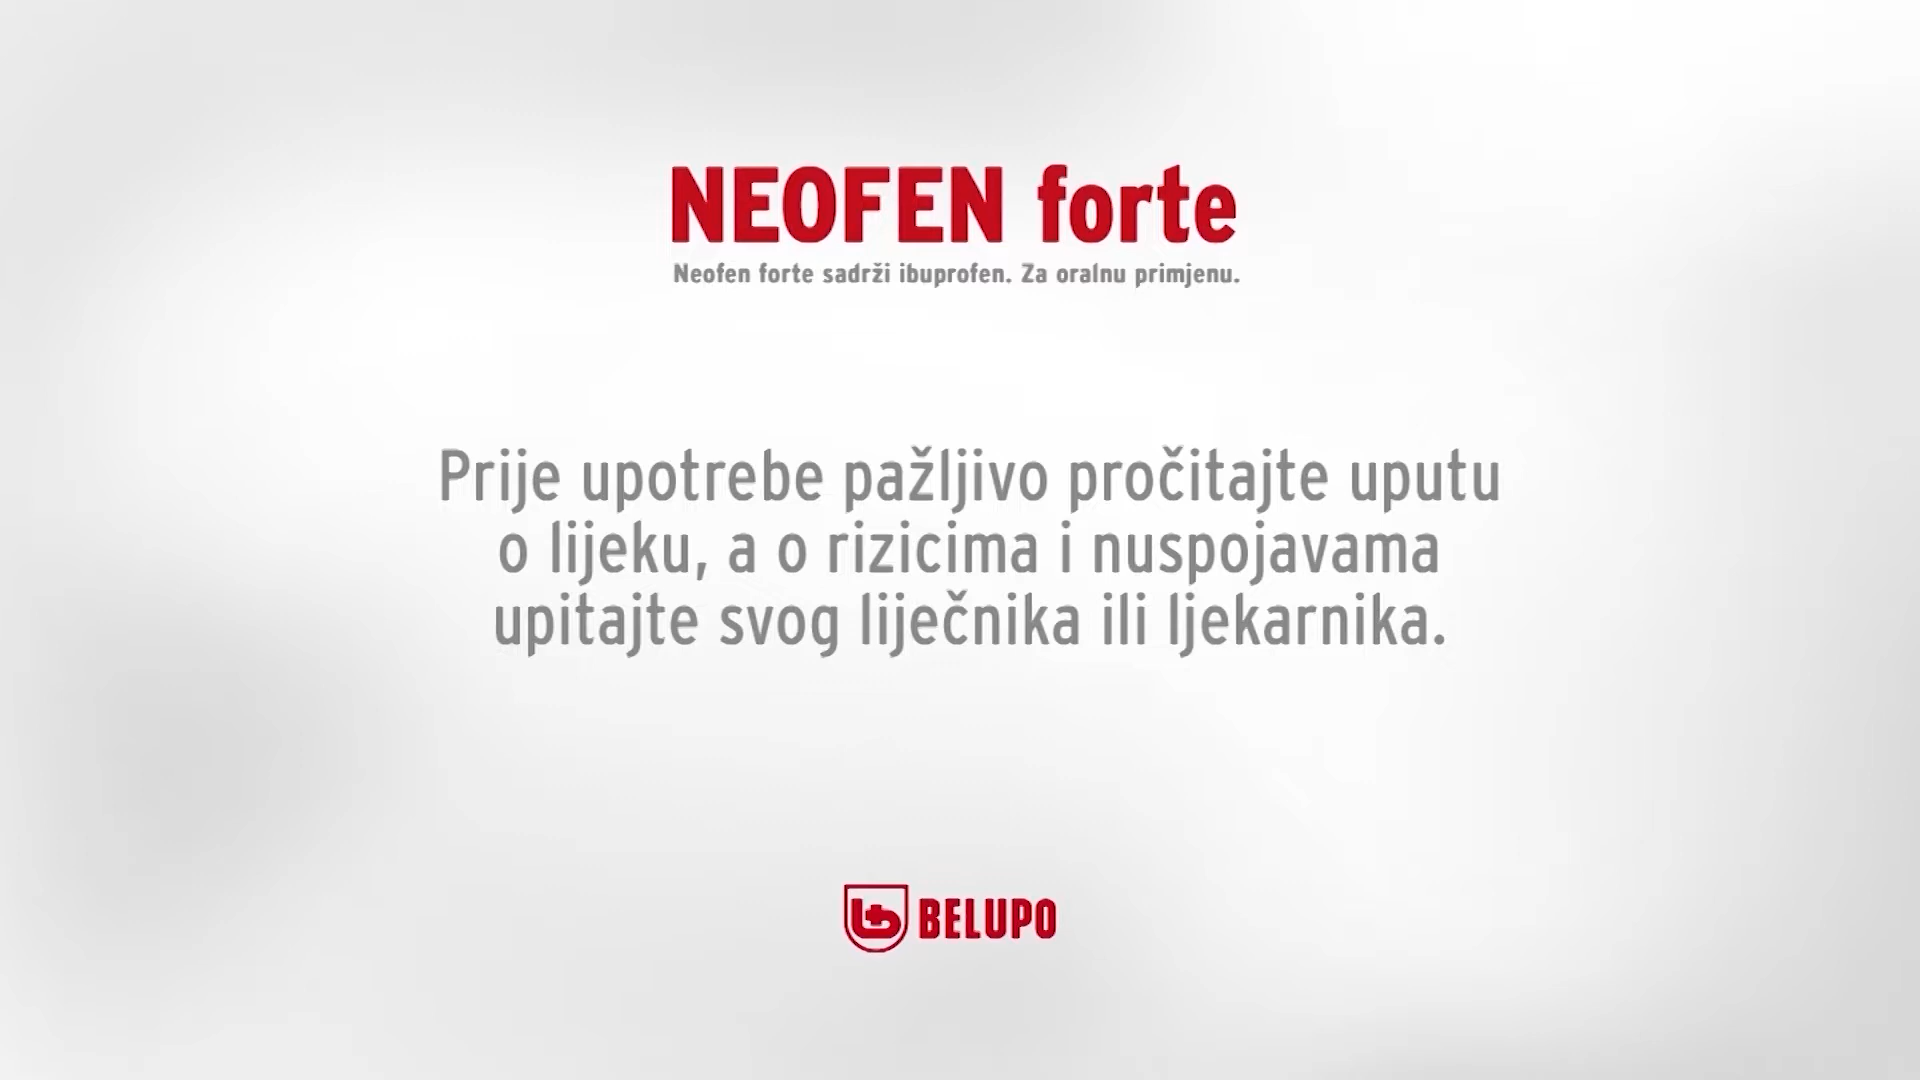 NEOFEN forte
Neofen forte sadrži ibuprofen. Za oralnu primjenu.
Prije upotrebe pažljivo pročitajte uputu
o lijeku, a o rizicima i nuspojavama
upitajte svog liječnika ili ljekarnika.
BELUPO